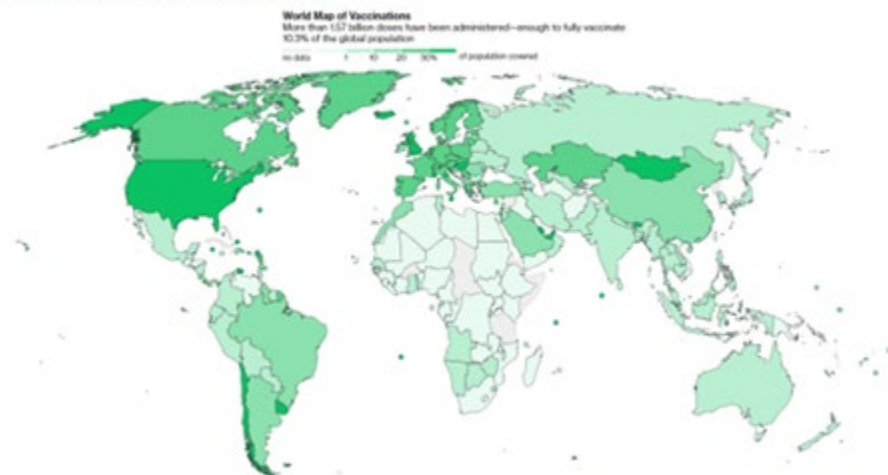 World Map of Vaccinations
More than 1.57 billion doses have been administered—enough to fully vaccinate
10.3% of the global population
no data 1 10 20 30% of population covered